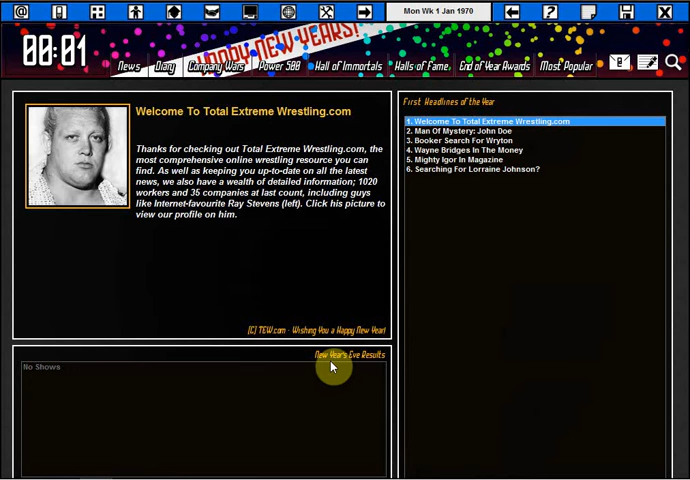 Mon Wk 1 Jan 1970
00:01
HAPPY NEW YEARS!
News
Diary
Company Wars
Power 500
Hall of Immortals
Halls of Fame
End of Year Awards
Most Popular
Welcome To Total Extreme Wrestling.com
Thanks for checking out Total Extreme Wrestling.com, the
most comprehensive online wrestling resource you can
find. As well as keeping you up-to-date on all the latest
news, we also have a wealth of detailed information; 1020
workers and 35 companies at last count, including guys
like Internet-favourite Ray Stevens (left). Click his picture to
view our profile on him.
(C) TEW.com - Wishing You a Happy New Year!
New Years Eve Results
No Shows
First Headlines of the Year
1. Welcome To Total Extreme Wrestling.com
2. Man Of Mystery: John Doe
3. Booker Search For Wryton
4. Wayne Bridges In The Money
5. Mighty Igor In Magazine
6. Searching For Lorraine Johnson?